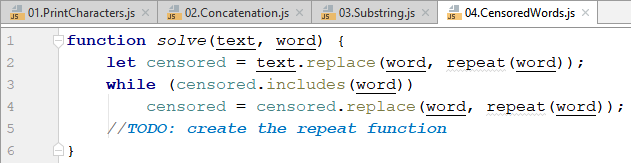 01.PrintCharacters.js 02.Concatenation.js 03.Substring.js 04.CensoredWords.js
1 function solve(text, word) {
2 let censored = text.replace(word, repeat(word));
3 while (censored.includes(word))
4 censored = censored.replace(word, repeat(word));
5 //TODO: create the repeat function
6 }